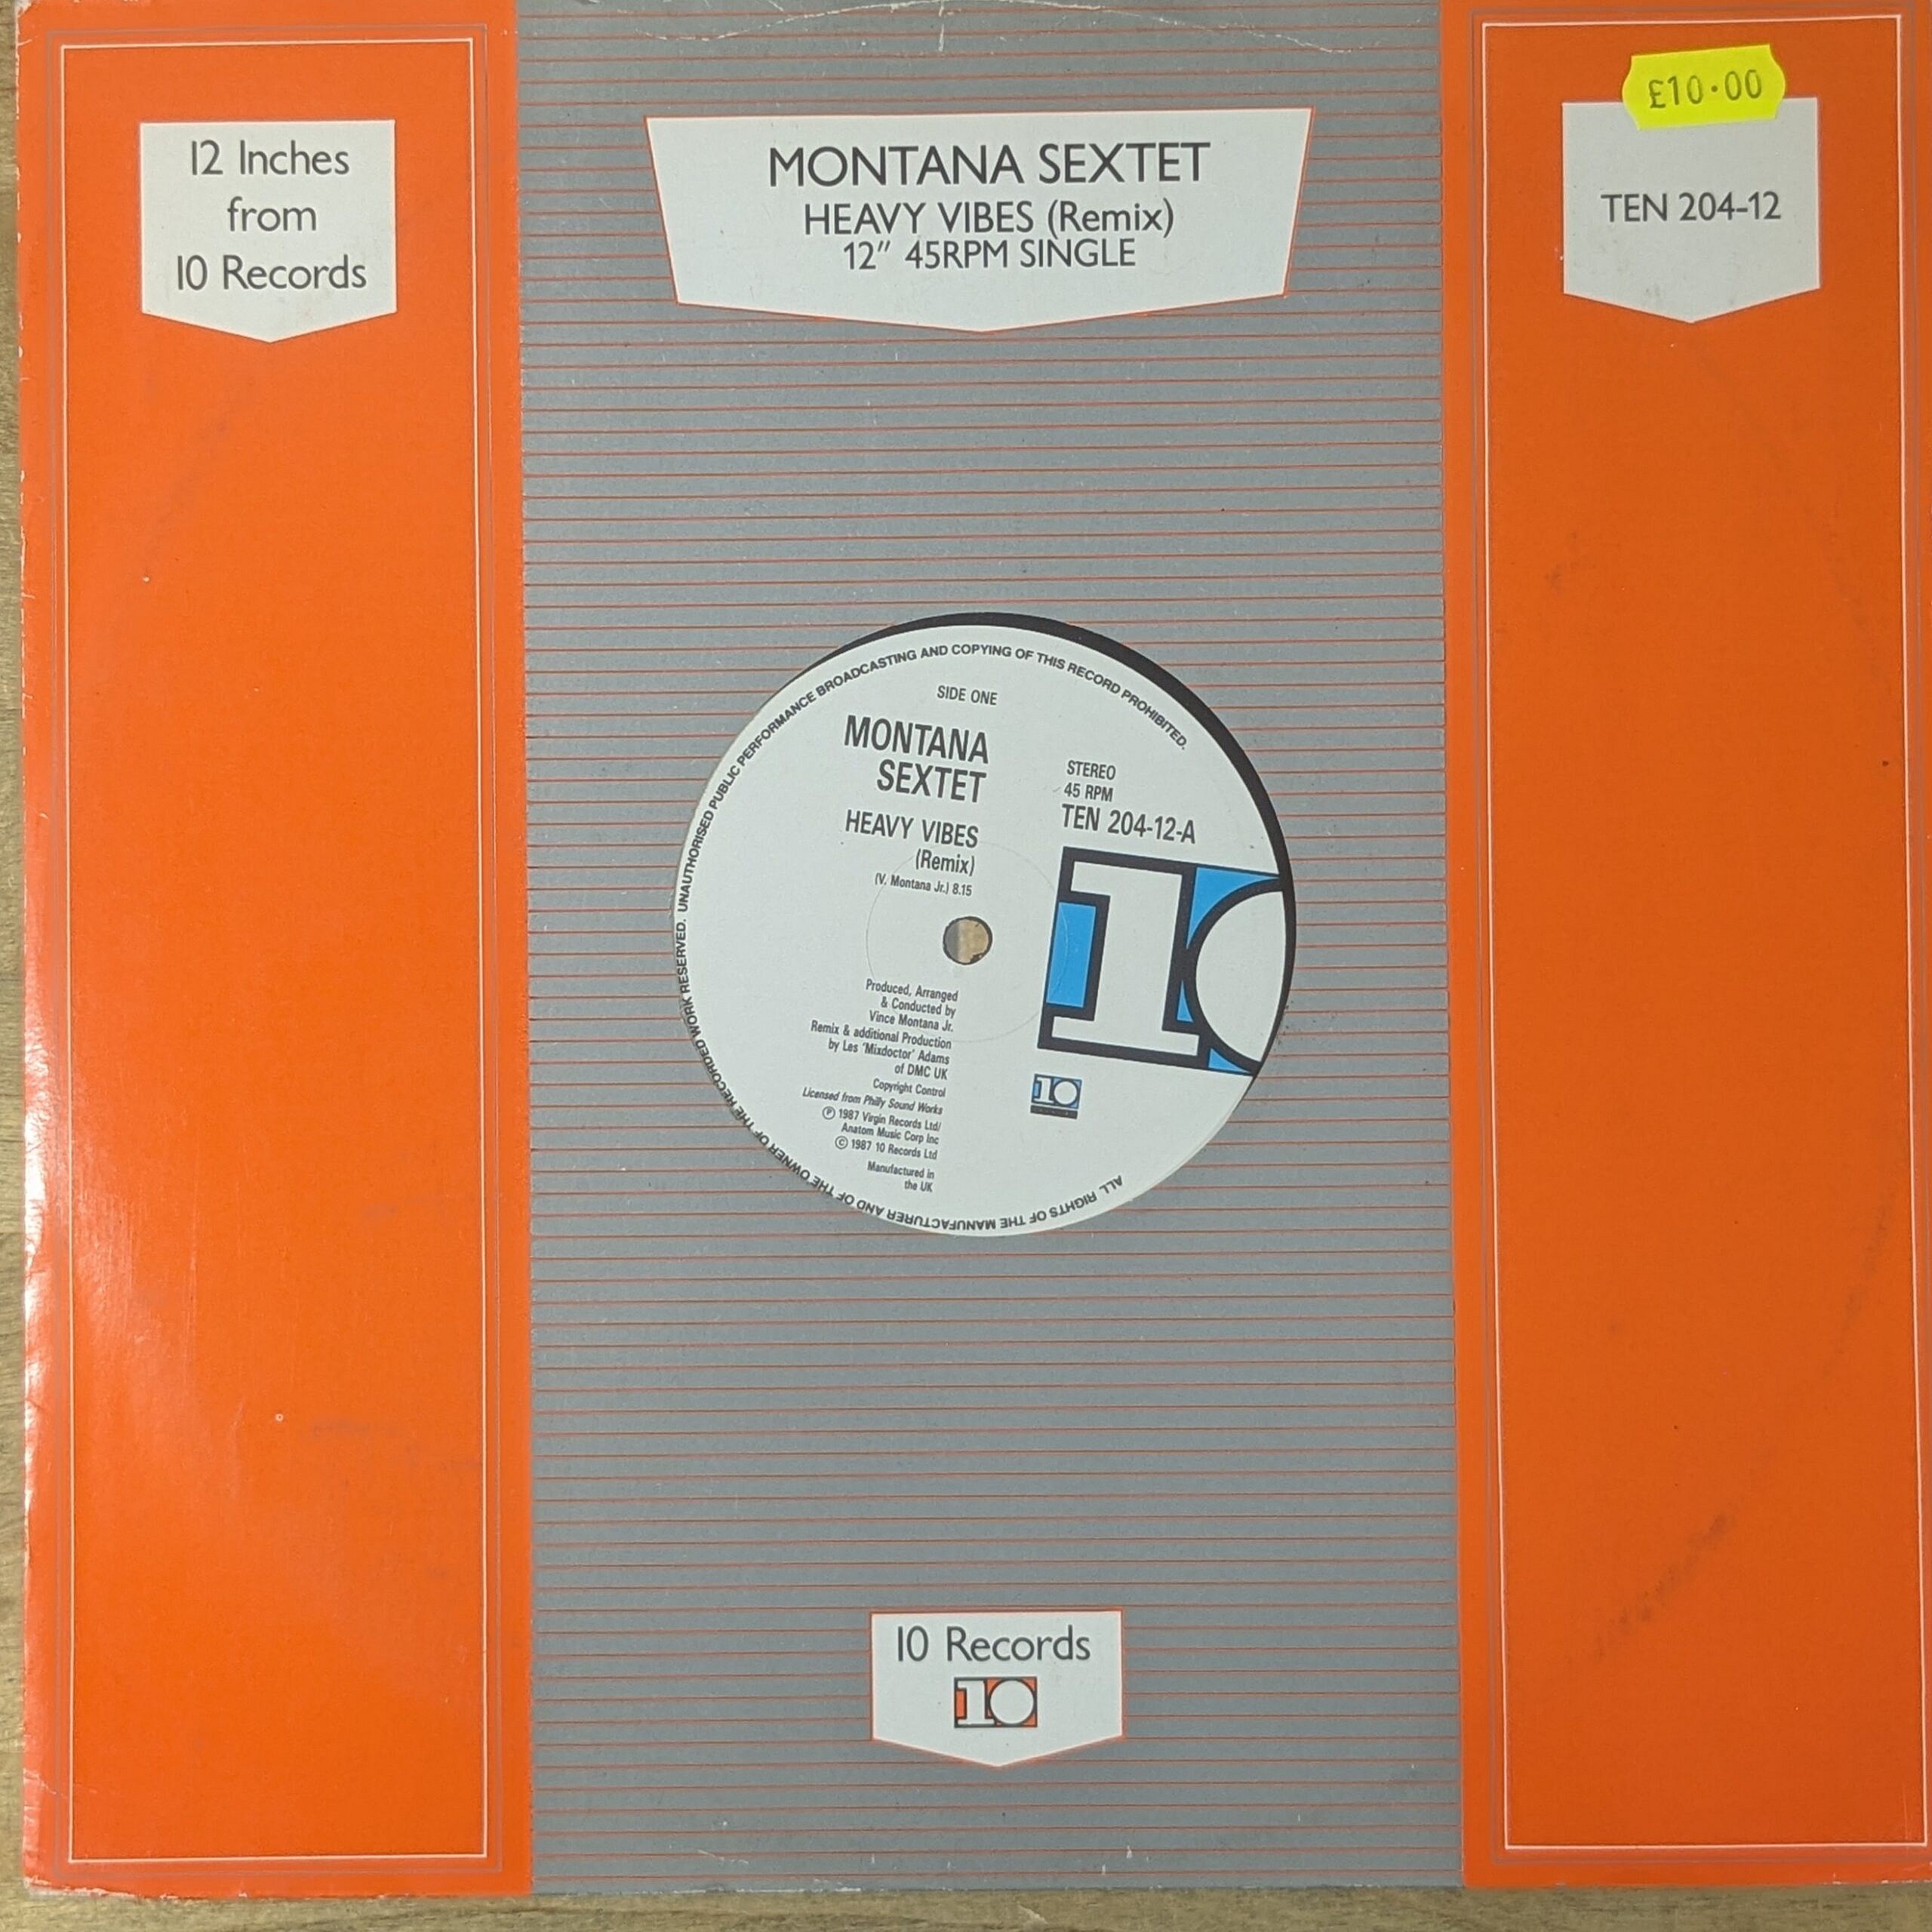 12 Inches
from
10 Records
MONTANA SEXTET
HEAVY VIBES (Remix)
12" 45RPM SINGLE
£10·00
TEN 204-12
UNAUTHORISED PUBLIC PERFORMANCE BROADCASTING AND COPYING OF THIS RECORD PROHIBITED.
SIDE ONE
MONTANA
SEXTET
HEAVY VIBES
(Remix)
(V. Montana Jr.) 8.15
STEREO
45 RPM
TEN 204-12-A
10
Produced, Arranged
& Conducted by
Vince Montana Jr.
Remix & additional Production
by Les 'Mixdoctor' Adams
of DMC UK
Copyright Control
Licensed from Philly Sound Works
℗ 1987 Virgin Records Ltd/
Anatom Music Corp Inc
© 1987 10 Records Ltd
Manufactured in
the UK
10
ALL RIGHTS OF THE MANUFACTURER AND OF THE OWNER OF THE RECORDED WORK RESERVED.
10 Records
10